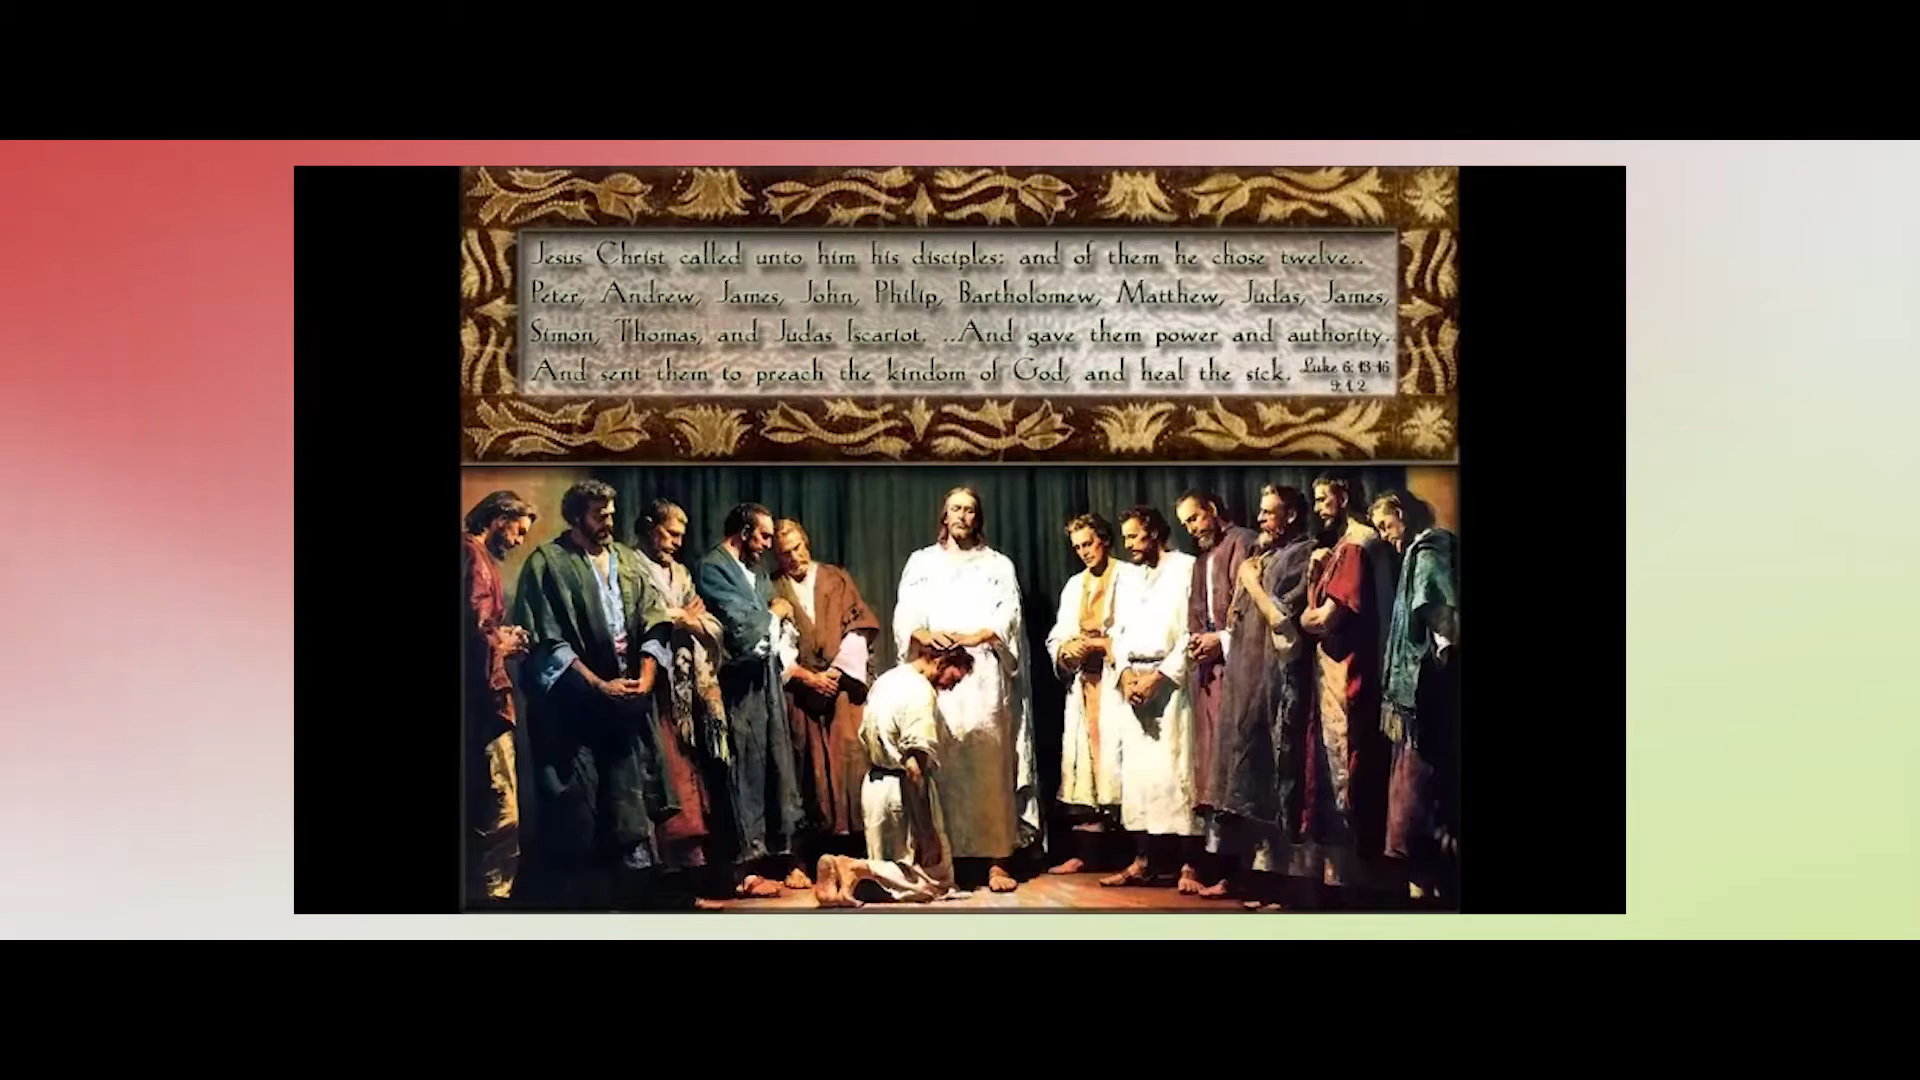 Jesus Christ called unto him his disciples: and of them he chose twelve..
Peter, Andrew, James, John, Philip, Bartholomew, Matthew, Judas, James,
Simon, Thomas, and Judas Iscariot. ..And gave them power and authority..
And sent them to preach the kindom of God, and heal the sick. Luke 6: 13-16
9: 1, 2